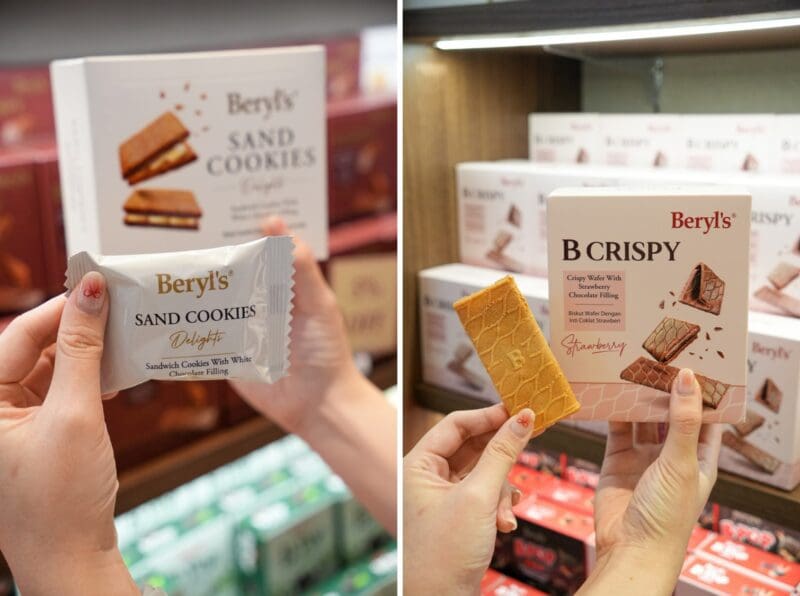 Beryl's®
SAND
COOKIES
Delights
Beryl's®
SAND COOKIES
Delights
Sandwich Cookies With White
Chocolate Filling
Beryl's®
B CRISPY
Crispy Wafer With
Strawberry
Chocolate Filling
Biskut Wafer Dengan
Inti Coklat Strawberi
Strawberry
B
B CRISPY
Beryl's